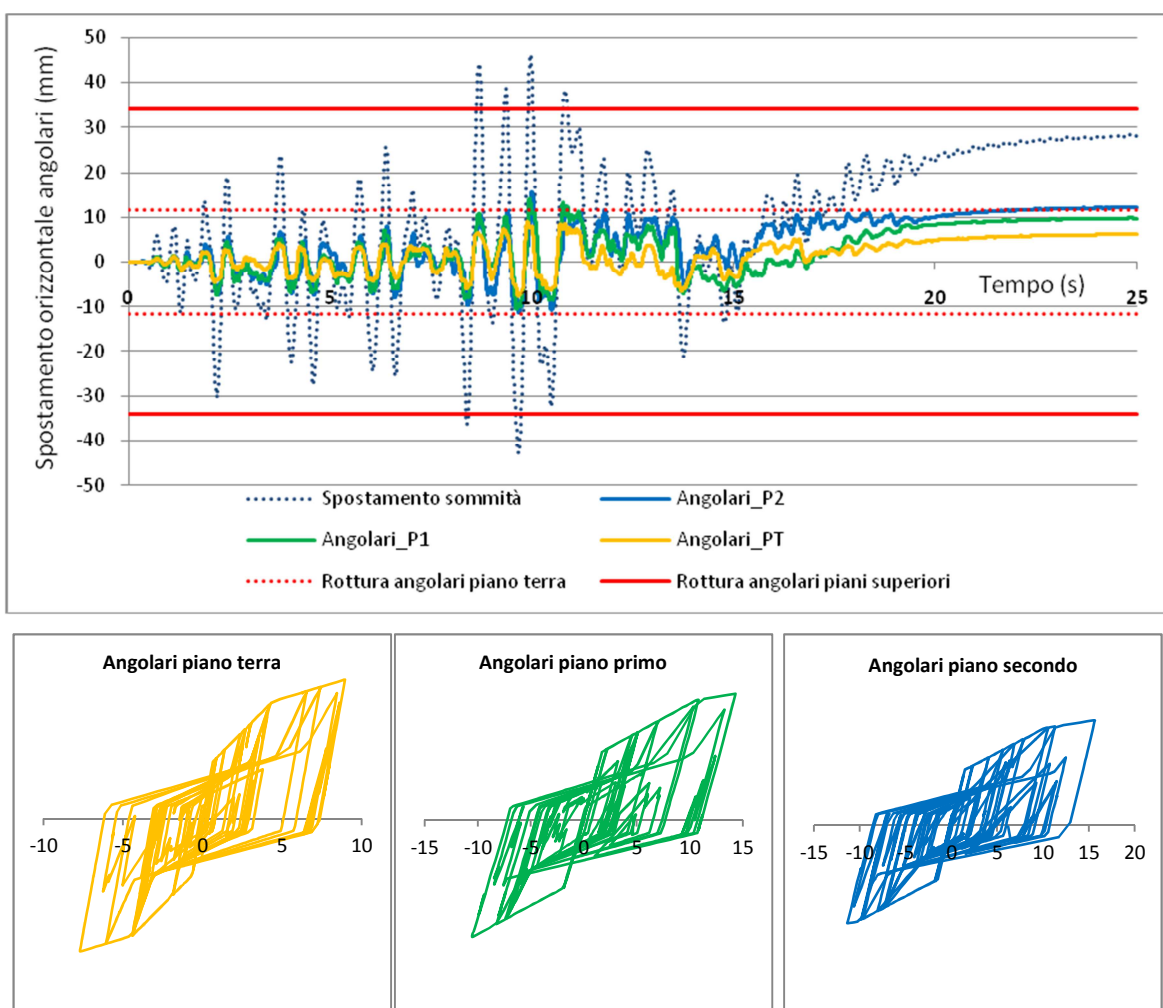 Spostamento orizzontale angolari (mm)
50
40
30
20
10
0
-10
-20
-30
-40
-50
0
5
10
15
20
25
Tempo (s)
Spostamento sommità
Angolari_P2
Angolari_P1
Angolari_PT
Rottura angolari piano terra
Rottura angolari piani superiori
Angolari piano terra
-10 -5 0 5 10
Angolari piano primo
-15 -10 -5 0 5 10 15
Angolari piano secondo
-15 -10 -5 0 5 10 15 20